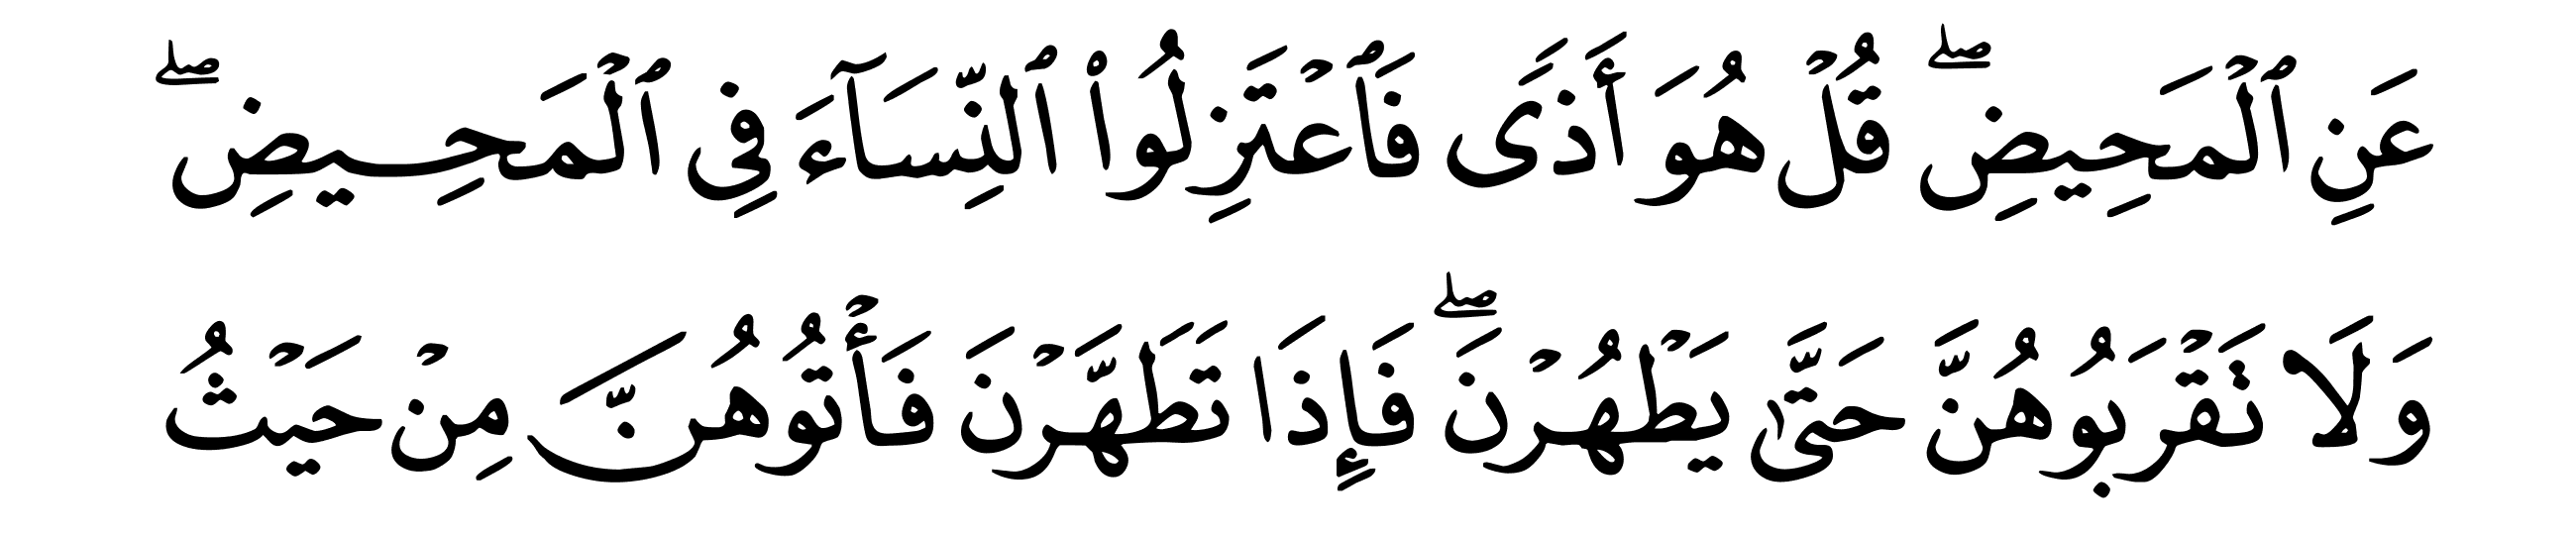 عَنِ ٱلۡمَحِيضِۖ قُلۡ هُوَ أَذٗى فَٱعۡتَزِلُواْ ٱلنِّسَآءَ فِي ٱلۡمَحِيضِۖ
وَلَا تَقۡرَبُوهُنَّ حَتَّىٰ يَطۡهُرۡنَۖ فَإِذَا تَطَهَّرۡنَ فَأۡتُوهُنَّ مِنۡ حَيۡثُ